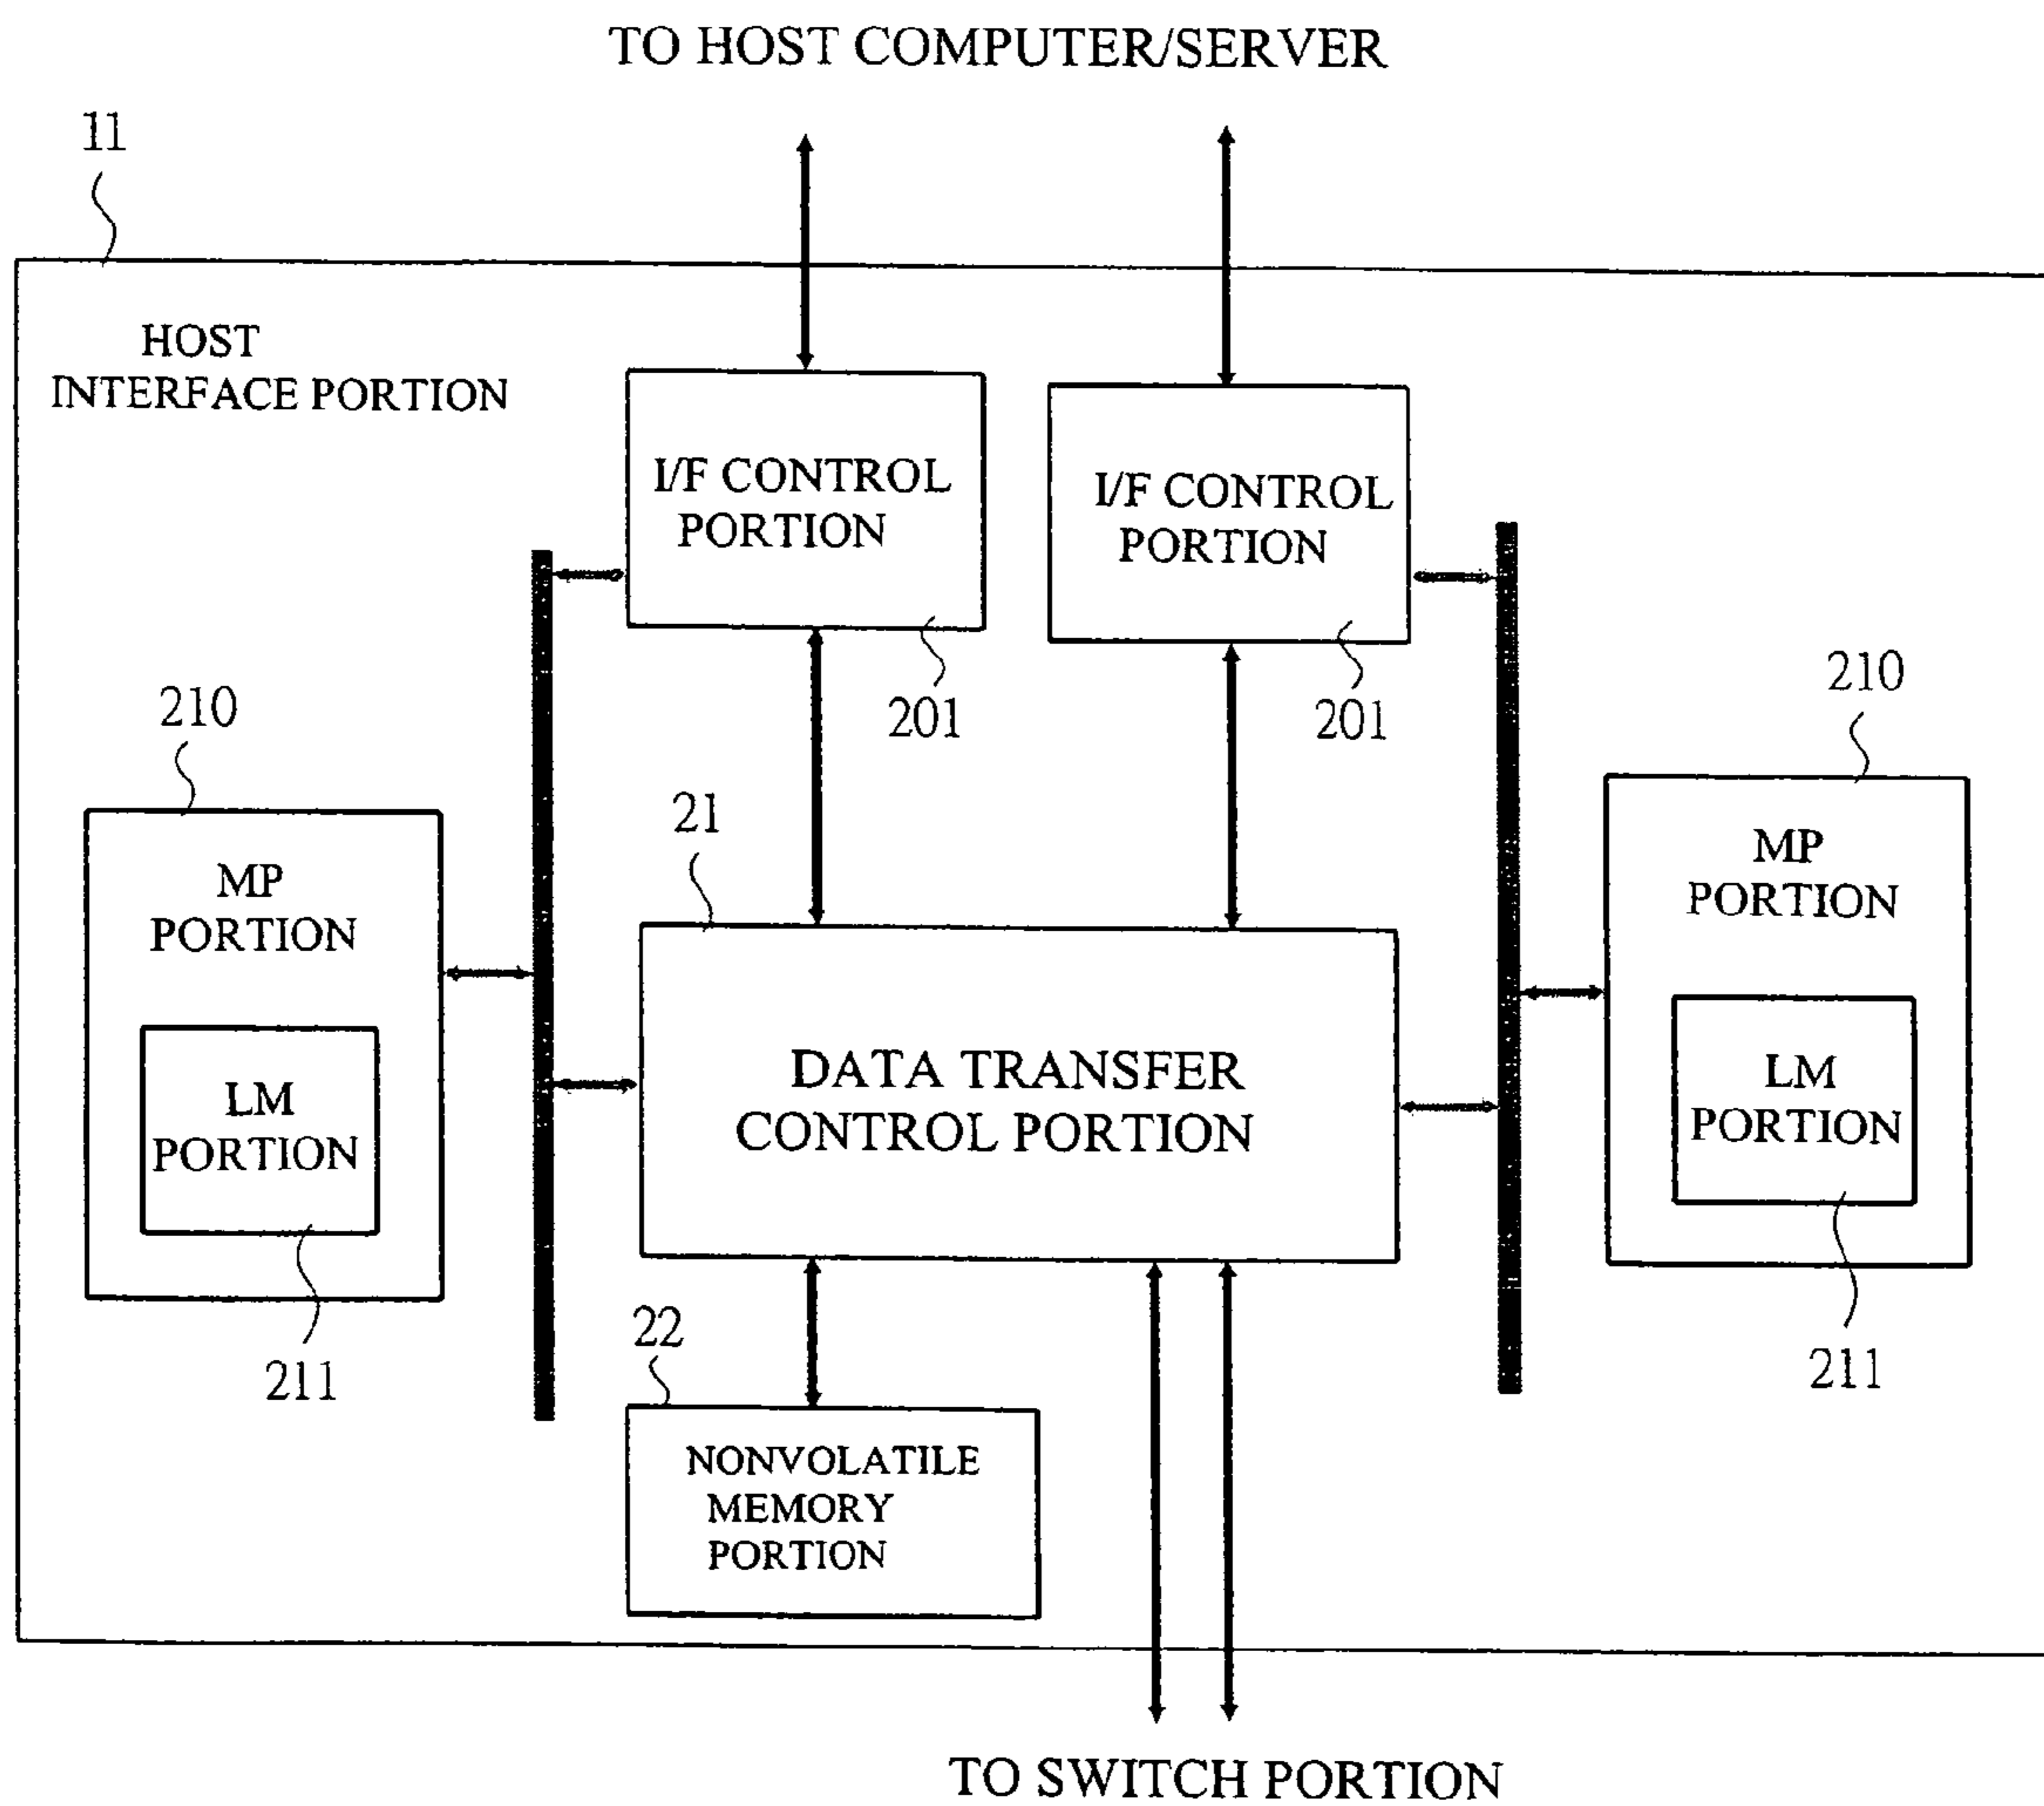 TO HOST COMPUTER/SERVER
11
HOST
INTERFACE PORTION
I/F CONTROL
PORTION
I/F CONTROL
PORTION
201
201
210
210
21
MP
PORTION
MP
PORTION
LM
PORTION
DATA TRANSFER
CONTROL PORTION
LM
PORTION
211
211
22
NONVOLATILE
MEMORY
PORTION
TO SWITCH PORTION